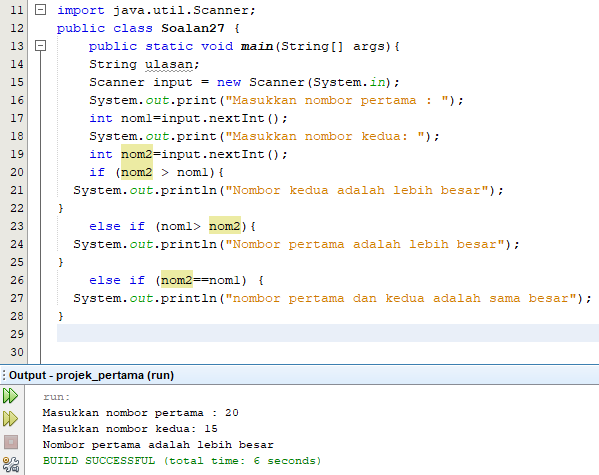 11 import java.util.Scanner;
12 public class Soalan27 {
13 public static void main(String[] args){
14 String ulasan;
15 Scanner input = new Scanner(System.in);
16 System.out.print("Masukkan nombor pertama : ");
17 int nom1=input.nextInt();
18 System.out.print("Masukkan nombor kedua: ");
19 int nom2=input.nextInt();
20 if (nom2 > nom1){
21 System.out.println("Nombor kedua adalah lebih besar");
22 }
23 else if (nom1> nom2){
24 System.out.println("Nombor pertama adalah lebih besar");
25 }
26 else if (nom2==nom1) {
27 System.out.println("nombor pertama dan kedua adalah sama besar");
28 }
29
30
Output - projek_pertama (run)
run:
Masukkan nombor pertama : 20
Masukkan nombor kedua: 15
Nombor pertama adalah lebih besar
BUILD SUCCESSFUL (total time: 6 seconds)